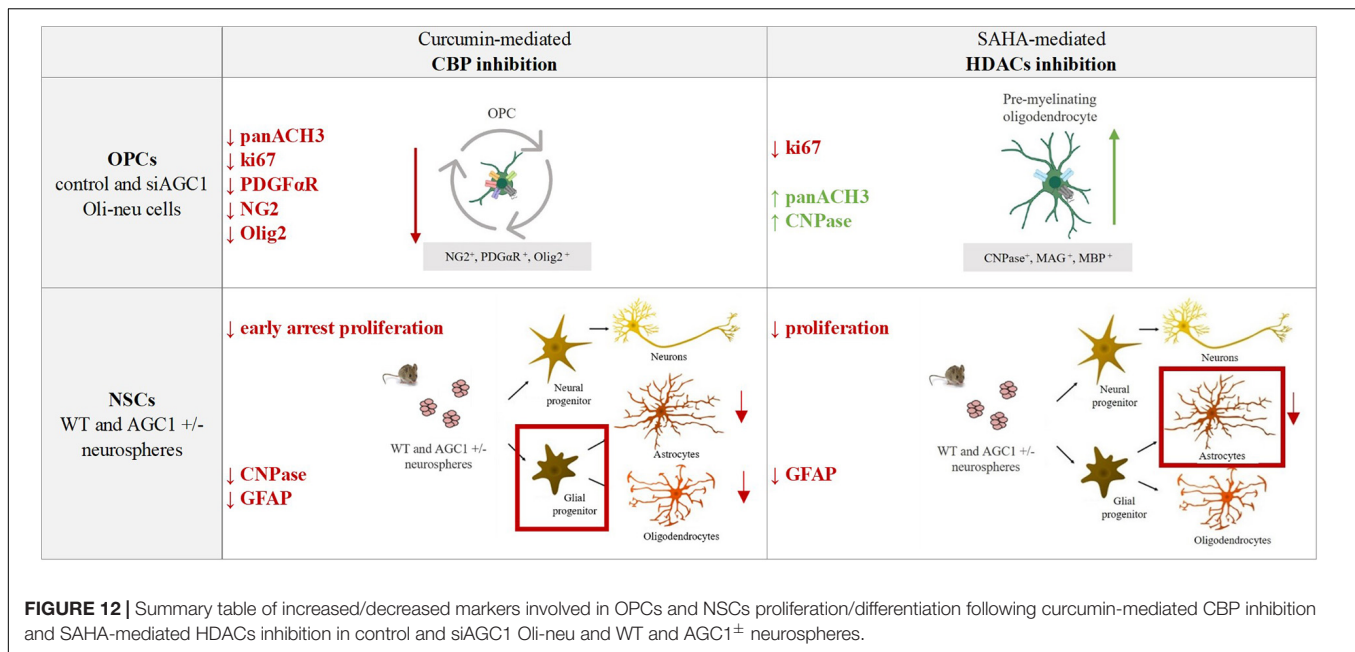 Curcumin-mediated
CBP inhibition
SAHA-mediated
HDACs inhibition
OPCs
control and siAGC1
Oli-neu cells
↓ panACH3
↓ ki67
↓ PDGFαR
↓ NG2
↓ Olig2
OPC
NG2⁺, PDGαR⁺, Olig2⁺
↓ ki67
↑ panACH3
↑ CNPase
Pre-myelinating
oligodendrocyte
CNPase⁺, MAG⁺, MBP⁺
NSCs
WT and AGC1 +/-
neurospheres
↓ early arrest proliferation
↓ CNPase
↓ GFAP
WT and AGC1 +/-
neurospheres
Neural
progenitor
Neurons
Astrocytes
Glial
progenitor
Oligodendrocytes
↓ proliferation
↓ GFAP
WT and AGC1 +/-
neurospheres
Neural
progenitor
Neurons
Astrocytes
Glial
progenitor
Oligodendrocytes
FIGURE 12 | Summary table of increased/decreased markers involved in OPCs and NSCs proliferation/differentiation following curcumin-mediated CBP inhibition
and SAHA-mediated HDACs inhibition in control and siAGC1 Oli-neu and WT and AGC1± neurospheres.